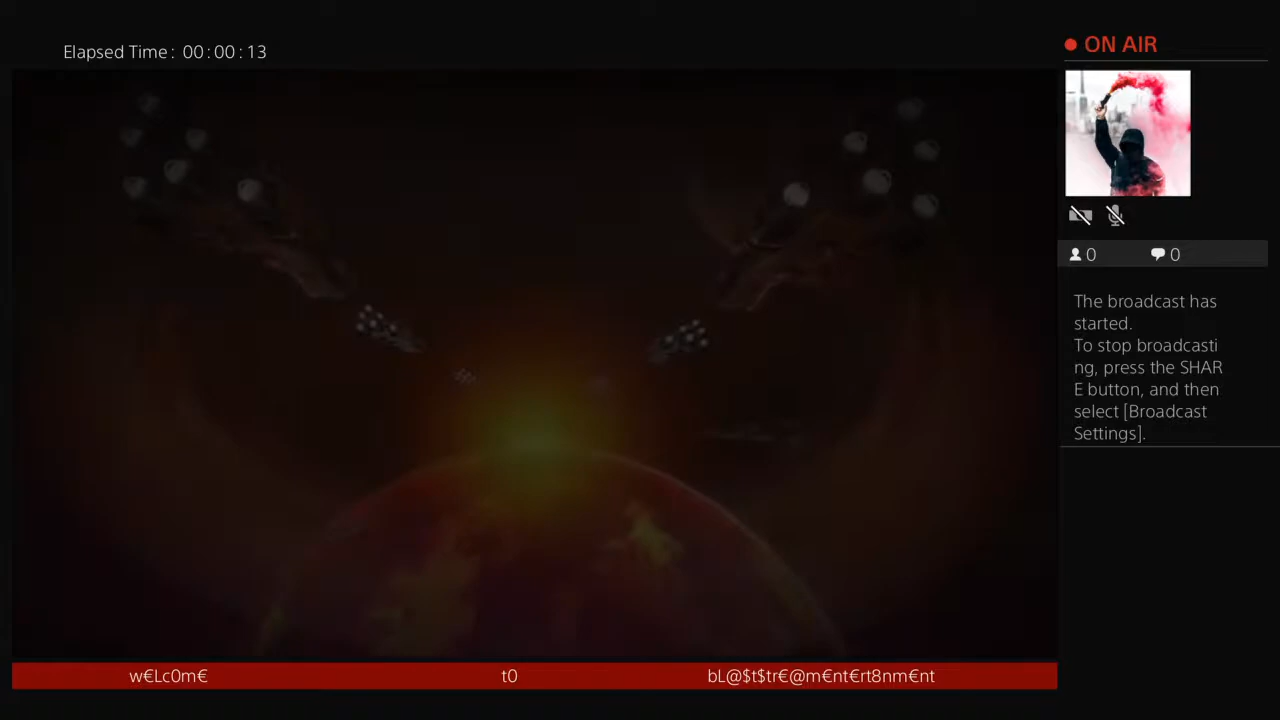 Elapsed Time: 00:00:13
ON AIR
0 0
The broadcast has
started.
To stop broadcasti
ng, press the SHAR
E button, and then
select [Broadcast
Settings].
w€Lc0m€ t0 bL@$t$tr€@m€nt€rt8nm€nt